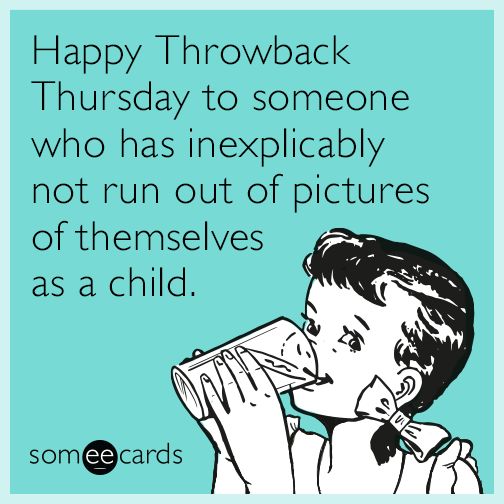 Happy Throwback
Thursday to someone
who has inexplicably
not run out of pictures
of themselves
as a child.
someecards